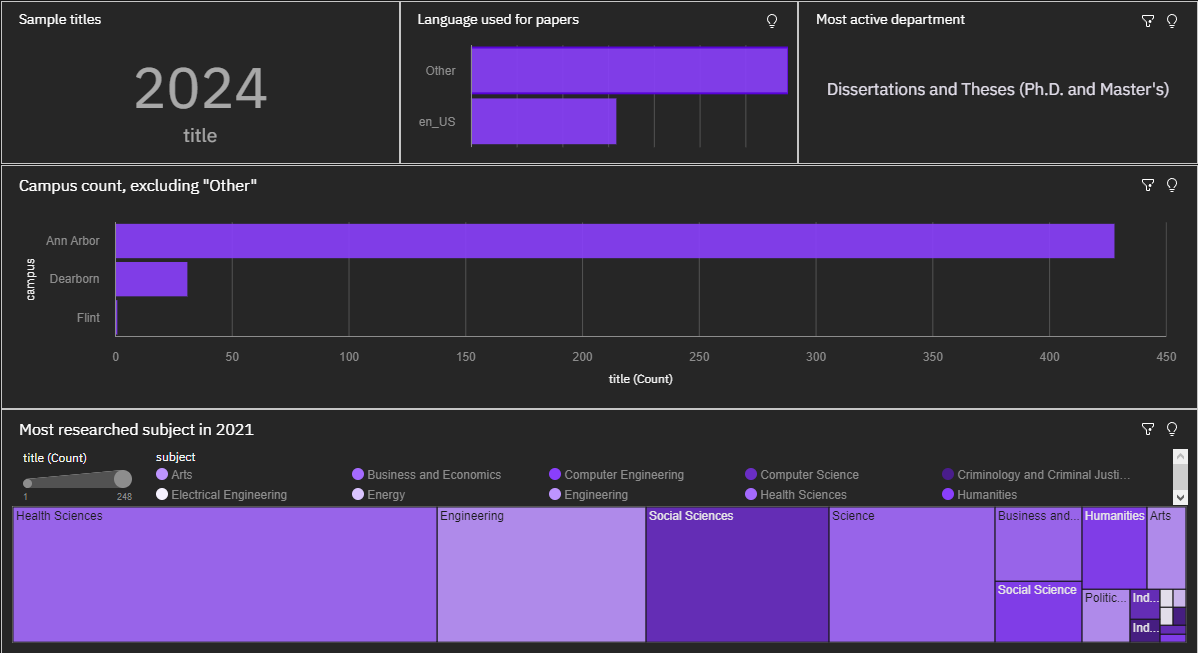 Sample titles
2024
title
Language used for papers
Other
en_US
Most active department
Dissertations and Theses (Ph.D. and Master's)
Campus count, excluding "Other"
campus
Ann Arbor
Dearborn
Flint
0 50 100 150 200 250 300 350 400 450
title (Count)
Most researched subject in 2021
title (Count)
1 248
subject
Arts Business and Economics Computer Engineering Computer Science Criminology and Criminal Justi...
Electrical Engineering Energy Engineering Health Sciences Humanities
Health Sciences Engineering Social Sciences Science Business and... Humanities Arts
Social Science Politic... Ind...
Ind...